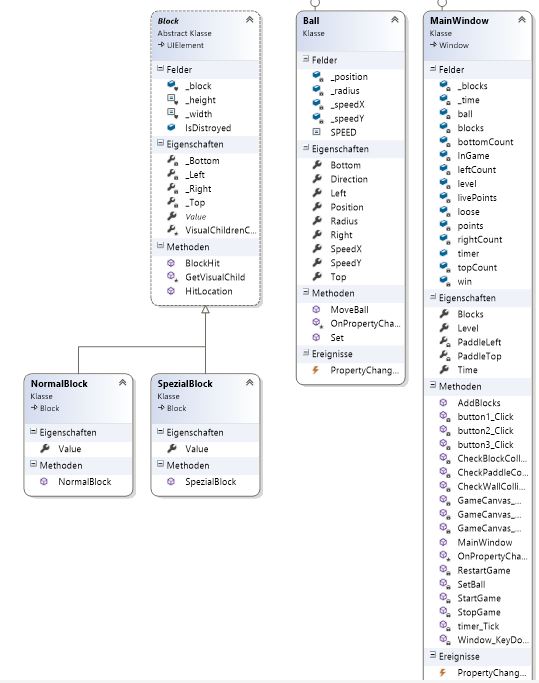 Block
Abstract Klasse
UIElement
Felder
_block
_height
_width
IsDistroyed
Eigenschaften
_Bottom
_Left
_Right
_Top
Value
VisualChildrenC...
Methoden
BlockHit
GetVisualChild
HitLocation
NormalBlock
Klasse
Block
Eigenschaften
Value
Methoden
NormalBlock
SpezialBlock
Klasse
Block
Eigenschaften
Value
Methoden
SpezialBlock
Ball
Klasse
Felder
_position
_radius
_speedX
_speedY
SPEED
Eigenschaften
Bottom
Direction
Left
Position
Radius
Right
SpeedX
SpeedY
Top
Methoden
MoveBall
OnPropertyCha...
Set
Ereignisse
PropertyChang...
MainWindow
Klasse
Window
Felder
_blocks
_time
ball
blocks
bottomCount
InGame
leftCount
level
livePoints
loose
points
rightCount
timer
topCount
win
Eigenschaften
Blocks
Level
PaddleLeft
PaddleTop
Time
Methoden
AddBlocks
button1_Click
button2_Click
button3_Click
CheckBlockColl...
CheckPaddleCo...
CheckWallColli...
GameCanvas_...
GameCanvas_...
GameCanvas_...
MainWindow
OnPropertyCha...
RestartGame
SetBall
StartGame
StopGame
timer_Tick
Window_KeyDo...
Ereignisse
PropertyChang...